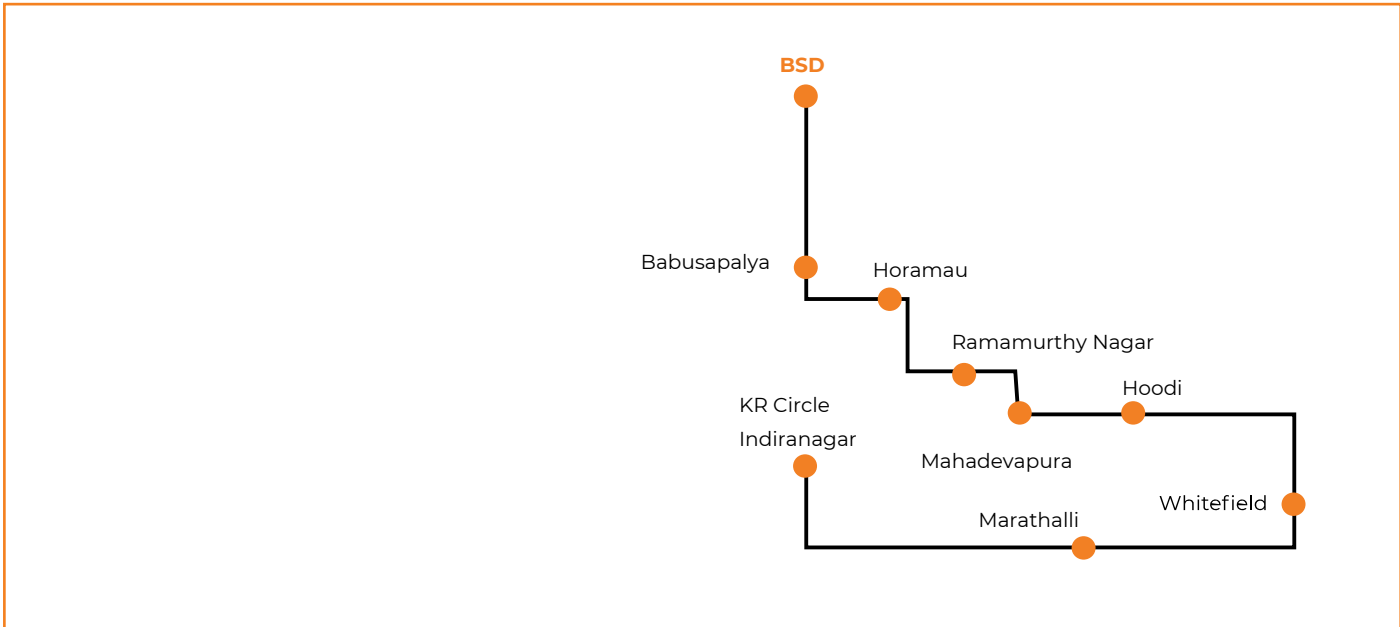 BSD
Babusapalya
Horamau
Ramamurthy Nagar
Hoodi
KR Circle
Indiranagar
Mahadevapura
Whitefield
Marathalli